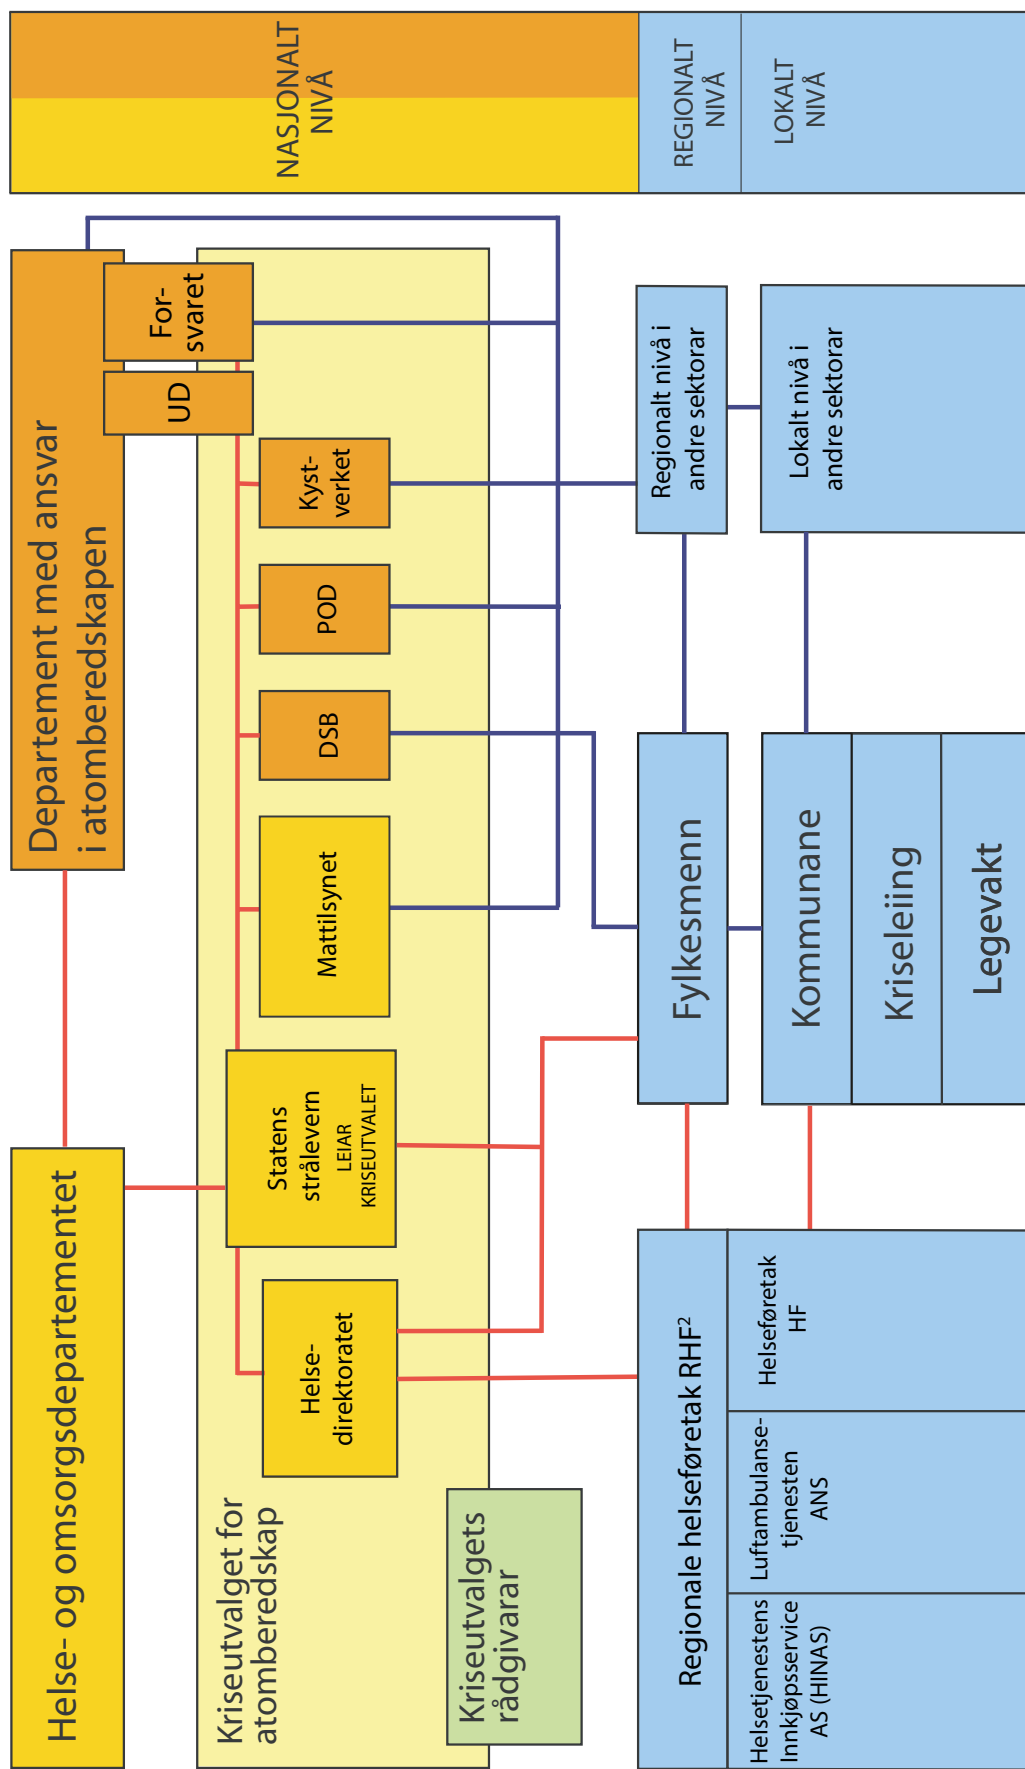 Helse- og omsorgsdepartementet
Departement med ansvar
i atomberedskapen
NASJONALT
NIVÅ
Kriseutvalget for
atomberedskap
Helse-
direktoratet
Statens
strålevern
LEIAR
KRISEUTVALET
Mattilsynet
DSB
POD
Kyst-
verket
UD
For-
svaret
Kriseutvalgets
rådgivarar
Regionale helseføretak RHF²
Fylkesmenn
Regionalt nivå i
andre sektorar
REGIONALT
NIVÅ
Helsetjenestens
Innkjøpsservice
AS (HINAS)
Luftambulanse-
tjenesten
ANS
Helseføretak
HF
Kommunane
Kriseleiing
Legevakt
Lokalt nivå i
andre sektorar
LOKALT
NIVÅ